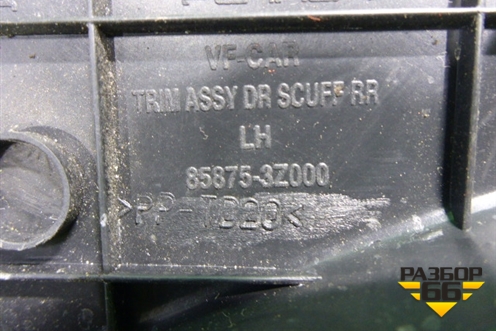 VF-CAR
TRIM ASSY DR SCUFF RR
LH
85875-3Z000
>PP-TD20<
РАЗБОР
66